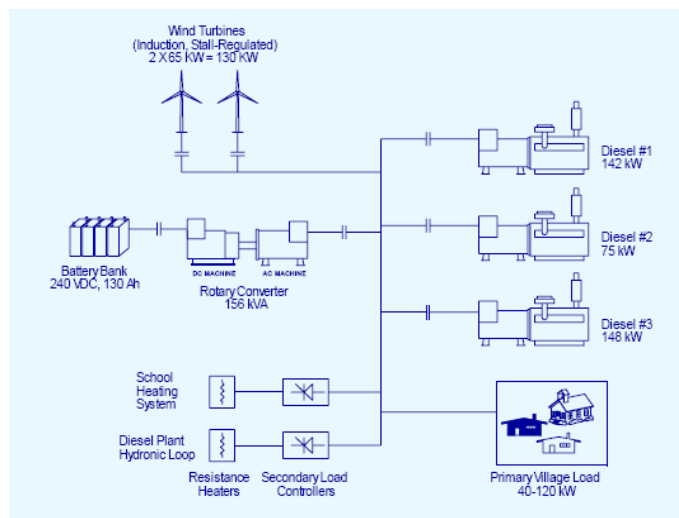 Wind Turbines
(Induction, Stall-Regulated)
2 X 65 KW = 130 KW
Diesel #1
142 kW
Diesel #2
75 kW
Battery Bank
240 VDC, 130 Ah
DC MACHINE
AC MACHINE
Rotary Converter
156 kVA
Diesel #3
148 kW
School
Heating
System
Diesel Plant
Hydronic Loop
Resistance
Heaters
Secondary Load
Controllers
Primary Village Load
40-120 kW